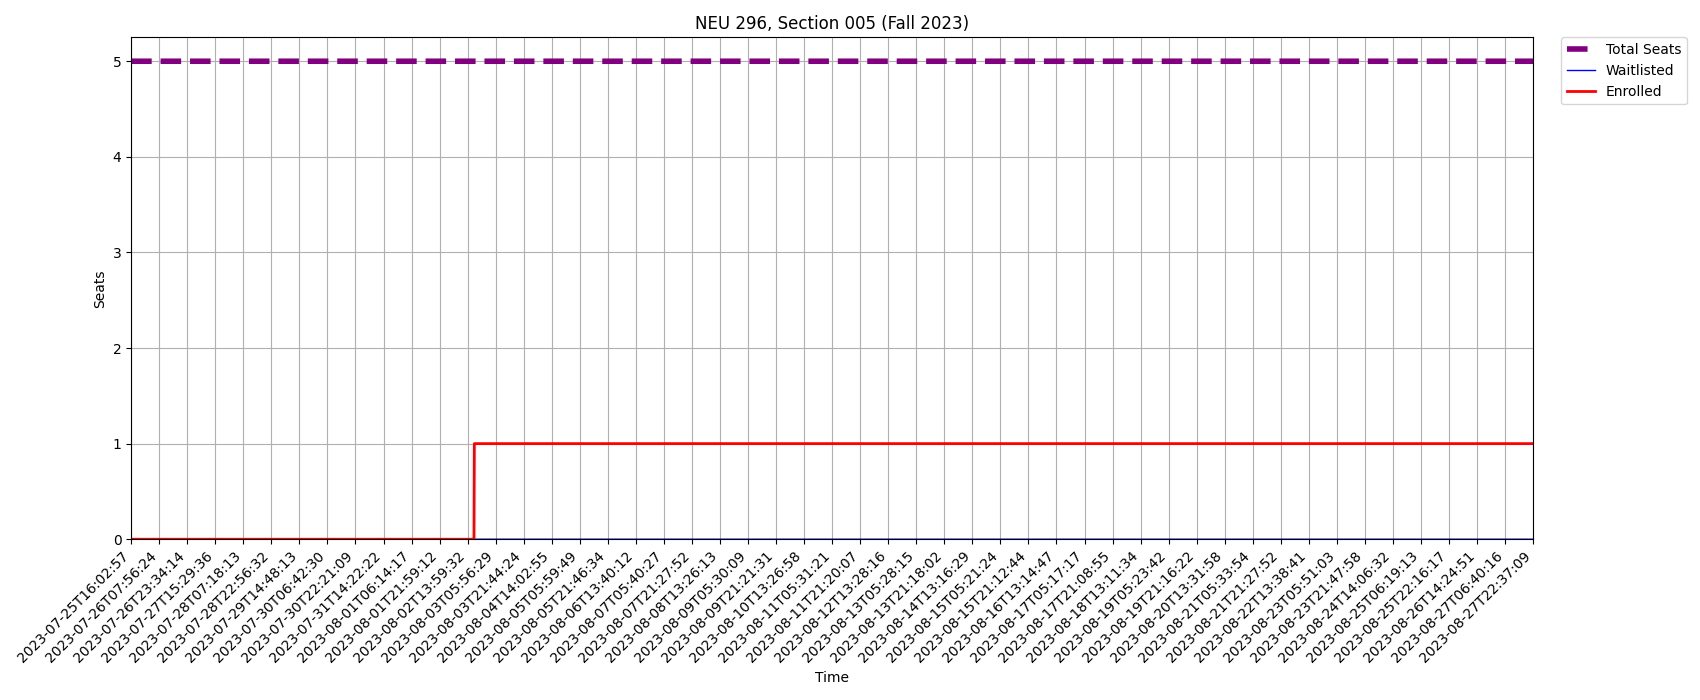 NEU 296, Section 005 (Fall 2023)
Total Seats
Waitlisted
Enrolled
5
4
3
2
1
0
Seats
2023-07-25T16:02:57
2023-07-26T07:56:24
2023-07-26T23:34:14
2023-07-27T15:29:36
2023-07-28T07:18:13
2023-07-28T22:56:32
2023-07-29T14:48:13
2023-07-30T06:42:30
2023-07-30T22:21:09
2023-07-31T14:22:22
2023-08-01T06:14:17
2023-08-01T21:59:12
2023-08-02T13:59:32
2023-08-03T05:56:29
2023-08-03T21:44:24
2023-08-04T14:02:55
2023-08-05T05:59:49
2023-08-05T21:46:34
2023-08-06T13:40:12
2023-08-07T05:40:27
2023-08-07T21:27:52
2023-08-08T13:26:13
2023-08-09T05:30:09
2023-08-09T21:21:31
2023-08-10T13:26:58
2023-08-11T05:31:21
2023-08-11T21:20:07
2023-08-12T13:28:16
2023-08-13T05:28:15
2023-08-13T21:18:02
2023-08-14T13:16:29
2023-08-15T05:21:24
2023-08-15T21:12:44
2023-08-16T13:14:47
2023-08-17T05:17:17
2023-08-17T21:08:55
2023-08-18T13:11:34
2023-08-19T05:23:42
2023-08-19T21:16:22
2023-08-20T13:31:58
2023-08-21T05:33:54
2023-08-21T21:27:52
2023-08-22T13:38:41
2023-08-23T05:51:03
2023-08-23T21:47:58
2023-08-24T14:06:32
2023-08-25T06:19:13
2023-08-25T22:16:17
2023-08-26T14:24:51
2023-08-27T06:40:16
2023-08-27T22:37:09
Time